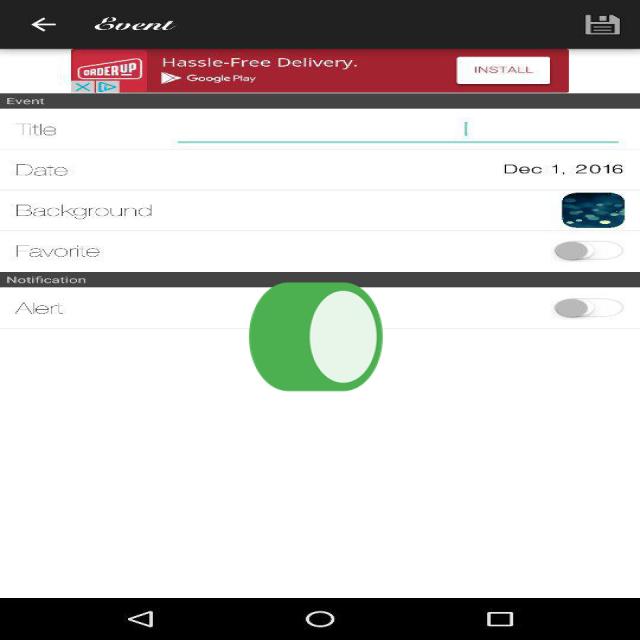 Event
ORDERUP
Hassle-Free Delivery.
Google Play
INSTALL
Event
Title
Date
Dec 1, 2016
Background
Favorite
Notification
Alert